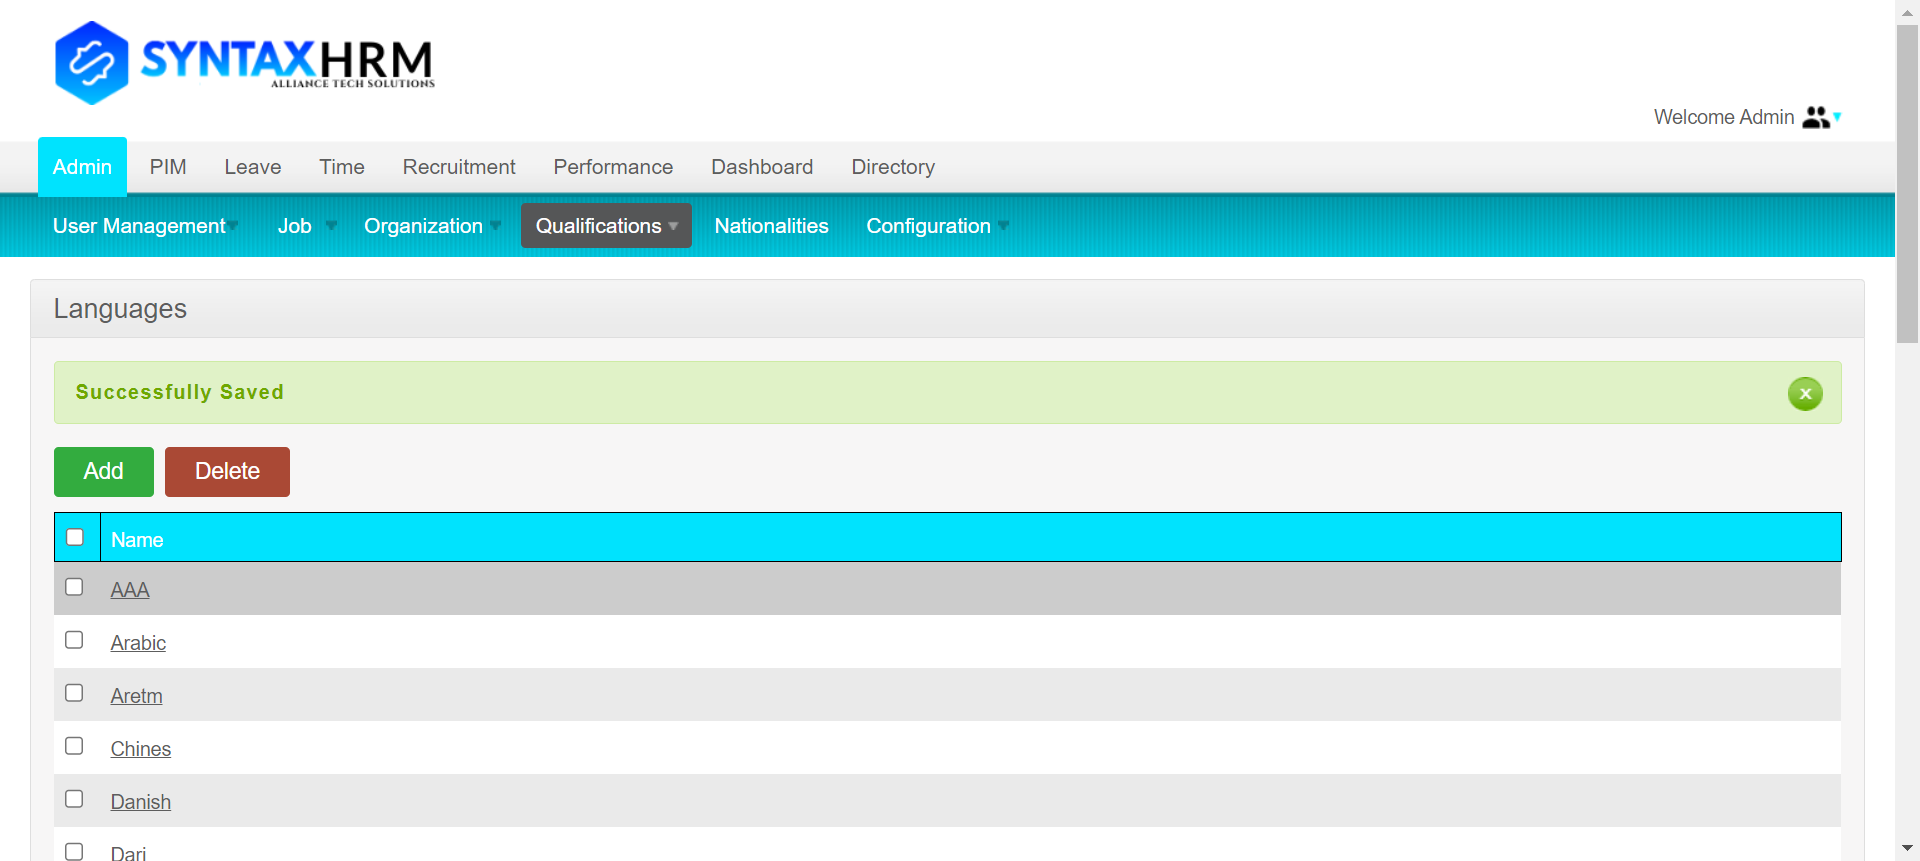 SYNTAXHRM
ALLIANCE TECH SOLUTIONS
Welcome Admin
Admin PIM Leave Time Recruitment Performance Dashboard Directory
User Management Job Organization Qualifications Nationalities Configuration
Languages
Successfully Saved
x
Add Delete
Name
AAA
Arabic
Aretm
Chines
Danish
Dari